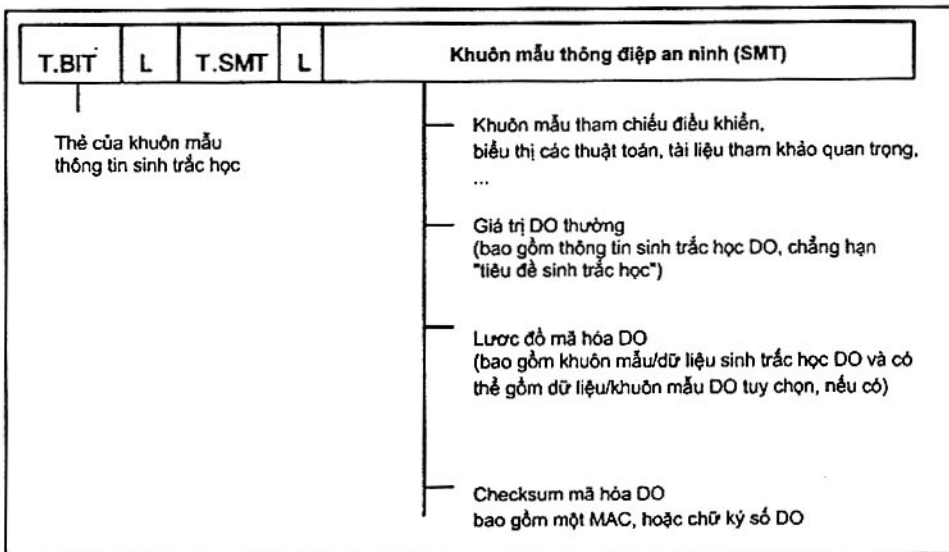 T.BIT L T.SMT L Khuôn mẫu thông điệp an ninh (SMT)
Thẻ của khuôn mẫu
thông tin sinh trắc học
Khuôn mẫu tham chiếu điều khiển,
biểu thị các thuật toán, tài liệu tham khảo quan trọng,
...
Giá trị DO thường
(bao gồm thông tin sinh trắc học DO, chẳng hạn
"tiêu đề sinh trắc học")
Lược đồ mã hóa DO
(bao gồm khuôn mẫu/dữ liệu sinh trắc học DO và có
thể gồm dữ liệu/khuôn mẫu DO tuy chọn, nếu có)
Checksum mã hóa DO
bao gồm một MAC, hoặc chữ ký số DO